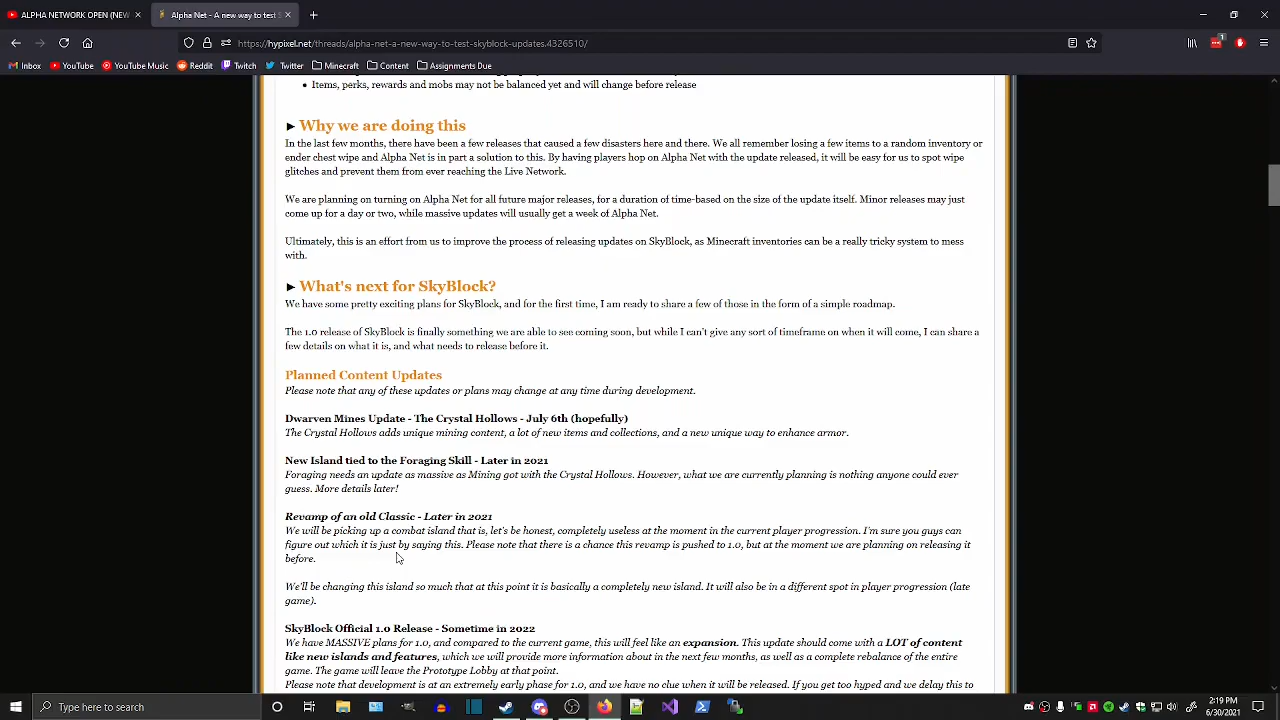 ALPHA NETWORK OPEN (NEW
Alpha Net - A new way to test S
https://hypixel.net/threads/alpha-net-a-new-way-to-test-skyblock-updates.4326510/
1
Inbox YouTube YouTube Music Reddit Twitch Twitter Minecraft Content Assignments Due
Items, perks, rewards and mobs may not be balanced yet and will change before release
► Why we are doing this
In the last few months, there have been a few releases that caused a few disasters here and there. We all remember losing a few items to a random inventory or
ender chest wipe and Alpha Net is in part a solution to this. By having players hop on Alpha Net with the update released, it will be easy for us to spot wipe
glitches and prevent them from ever reaching the Live Network.
We are planning on turning on Alpha Net for all future major releases, for a duration of time-based on the size of the update itself. Minor releases may just
come up for a day or two, while massive updates will usually get a week of Alpha Net.
Ultimately, this is an effort from us to improve the process of releasing updates on SkyBlock, as Minecraft inventories can be a really tricky system to mess
with.
► What's next for SkyBlock?
We have some pretty exciting plans for SkyBlock, and for the first time, I am ready to share a few of those in the form of a simple roadmap.
The 1.0 release of SkyBlock is finally something we are able to see coming soon, but while I can't give any sort of timeframe on when it will come, I can share a
few details on what it is, and what needs to release before it.
Planned Content Updates
Please note that any of these updates or plans may change at any time during development.
Dwarven Mines Update - The Crystal Hollows - July 6th (hopefully)
The Crystal Hollows adds unique mining content, a lot of new items and collections, and a new unique way to enhance armor.
New Island tied to the Foraging Skill - Later in 2021
Foraging needs an update as massive as Mining got with the Crystal Hollows. However, what we are currently planning is nothing anyone could ever
guess. More details later!
Revamp of an old Classic - Later in 2021
We will be picking up a combat island that is, let's be honest, completely useless at the moment in the current player progression. I'm sure you guys can
figure out which it is just by saying this. Please note that there is a chance this revamp is pushed to 1.0, but at the moment we are planning on releasing it
before.
We'll be changing this island so much that at this point it is basically a completely new island. It will also be in a different spot in player progression (late
game).
SkyBlock Official 1.0 Release - Sometime in 2022
We have MASSIVE plans for 1.0, and compared to the current game, this will feel like an expansion. This update should come with a LOT of content
like new islands and features, which we will provide more information about in the next few months, as well as a complete rebalance of the entire
game. The game will leave the Prototype Lobby at that point.
Please note that development is at an extremely early phase for 1.0, and we have no clue when it will be released. If you get too hyped and we delay this to
Type here to search
2:19 PM
6/30/2021